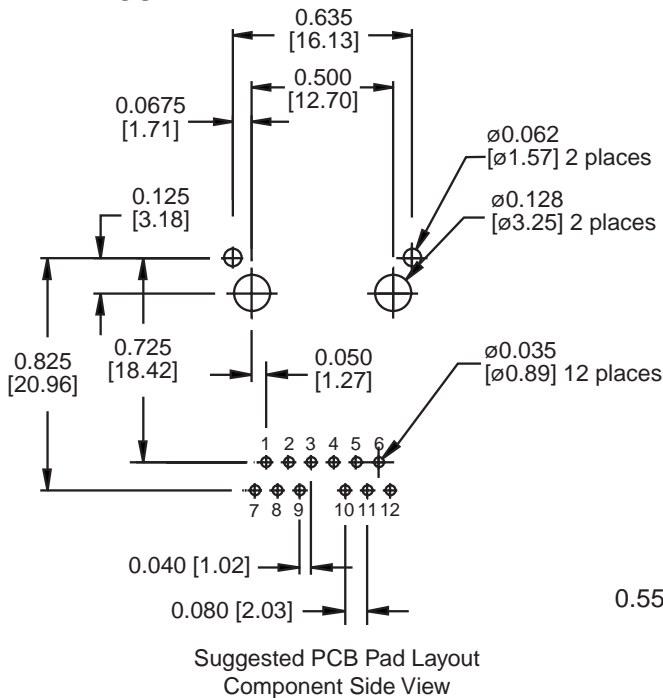 0.635
[16.13]
0.500
[12.70]
0.0675
[1.71]
ø0.062
[ø1.57] 2 places
0.125
[3.18]
ø0.128
[ø3.25] 2 places
0.825
[20.96]
0.725
[18.42]
0.050
[1.27]
ø0.035
[ø0.89] 12 places
1 2 3 4 5 6
7 8 9 10 11 12
0.040 [1.02]
0.080 [2.03]
0.55
Suggested PCB Pad Layout
Component Side View